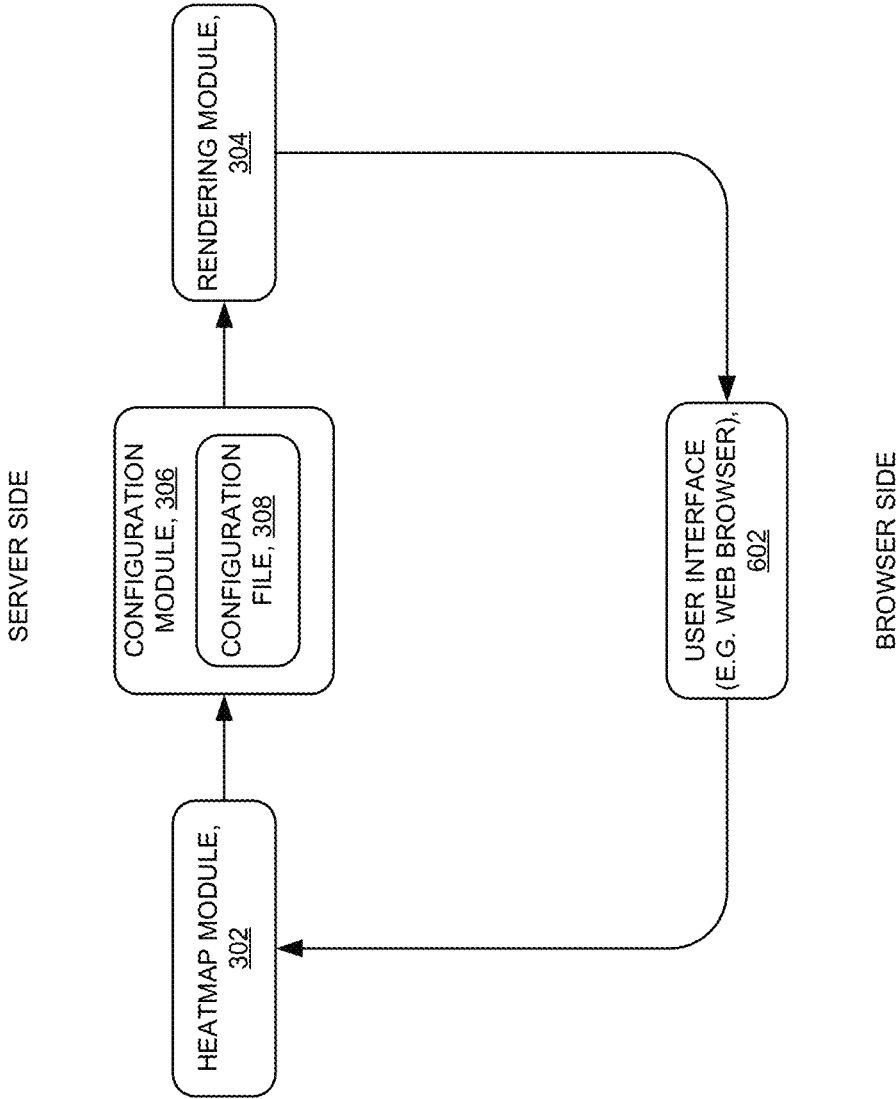 SERVER SIDE
HEATMAP MODULE,
302
CONFIGURATION
MODULE, 306
CONFIGURATION
FILE, 308
RENDERING MODULE,
304
USER INTERFACE
(E.G. WEB BROWSER),
602
BROWSER SIDE